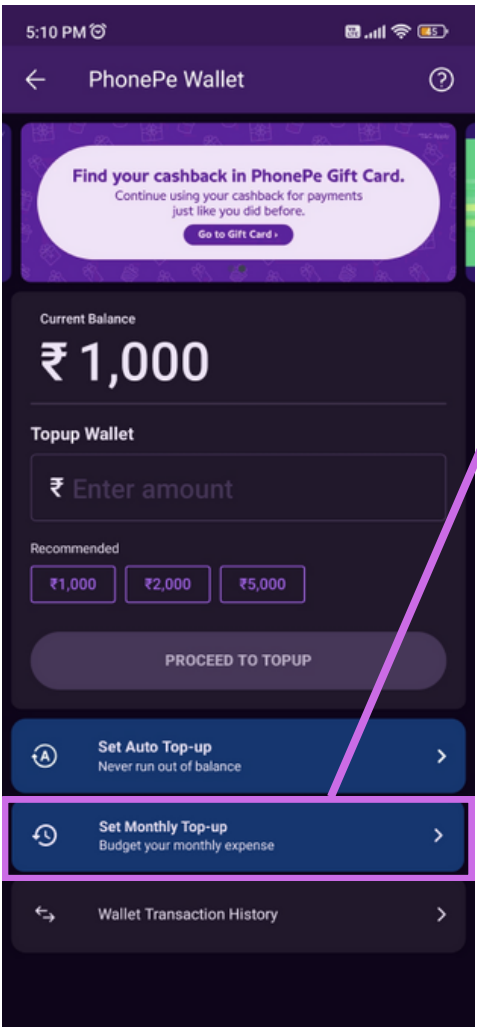 5:10 PM
45
PhonePe Wallet
*T&C Apply
Find your cashback in PhonePe Gift Card.
Continue using your cashback for payments
just like you did before.
Go to Gift Card ›
Current Balance
₹ 1,000
Topup Wallet
₹ Enter amount
Recommended
₹1,000 ₹2,000 ₹5,000
PROCEED TO TOPUP
A
Set Auto Top-up
Never run out of balance
Set Monthly Top-up
Budget your monthly expense
Wallet Transaction History